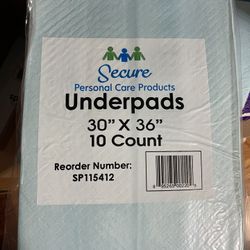 Secure
Personal Care Products
Underpads
30" X 36"
10 Count
Reorder Number:
SP115412